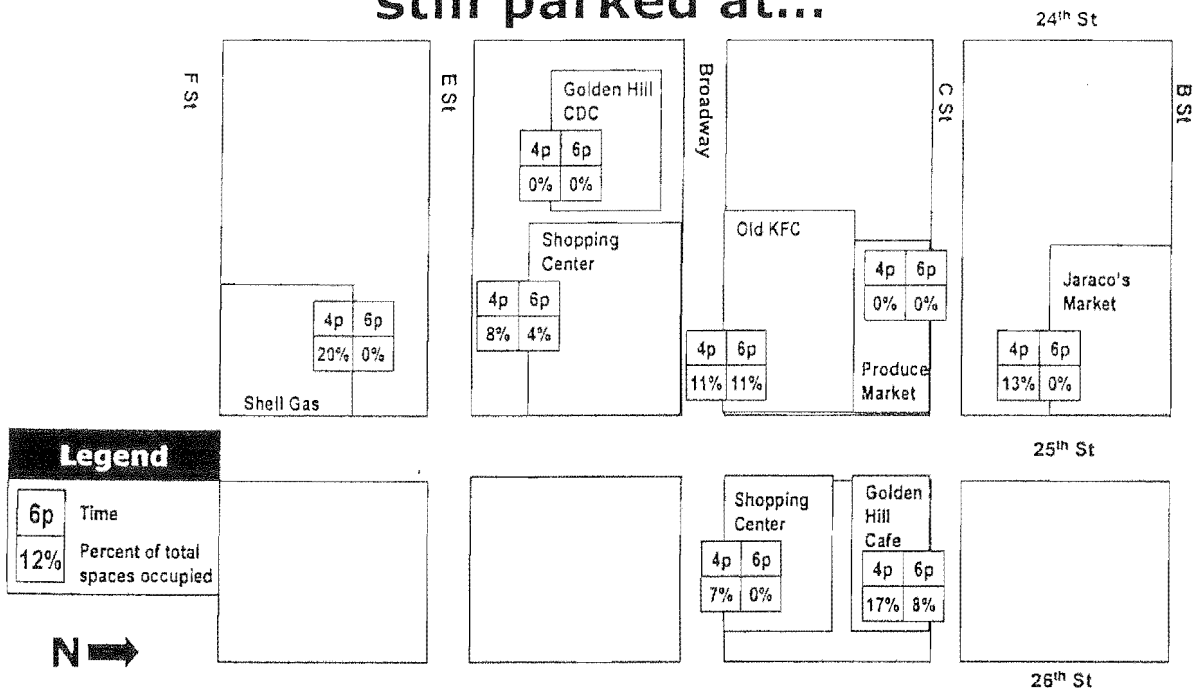 still parked at...
24th St
F St
E St
Broadway
C St
B St
Golden Hill
CDC
4p 6p
0% 0%
Shopping
Center
4p 6p
8% 4%
Old KFC
4p 6p
11% 11%
4p 6p
0% 0%
Produce
Market
Jaraco's
Market
4p 6p
13% 0%
4p 6p
20% 0%
Shell Gas
25th St
Legend
6p Time
12% Percent of total
spaces occupied
Shopping
Center
4p 6p
7% 0%
Golden
Hill
Cafe
4p 6p
17% 8%
N
26th St